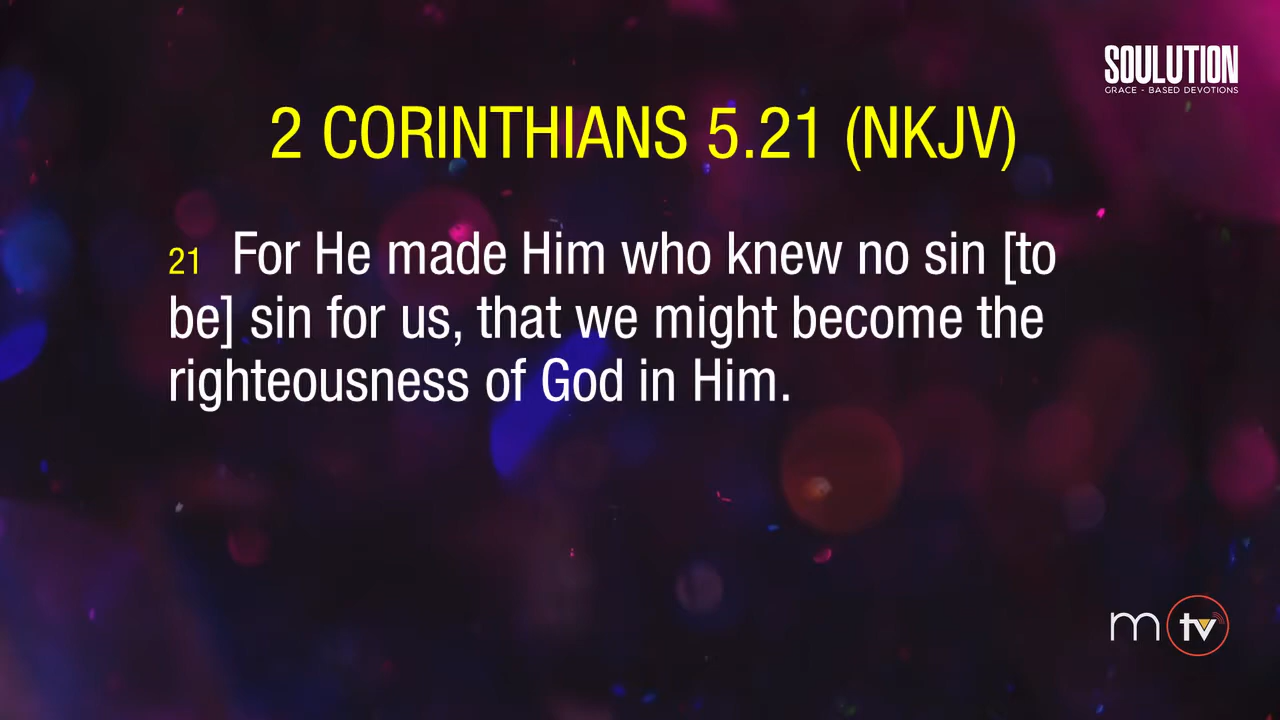 SOULUTION
GRACE - BASED DEVOTIONS
2 CORINTHIANS 5.21 (NKJV)
21 For He made Him who knew no sin [to
be] sin for us, that we might become the
righteousness of God in Him.
m tv